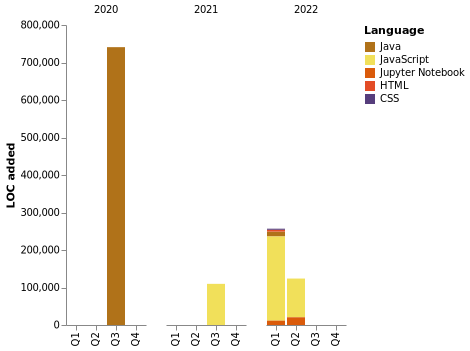 2020 2021 2022
Language
Java
JavaScript
Jupyter Notebook
HTML
CSS
LOC added
800,000
700,000
600,000
500,000
400,000
300,000
200,000
100,000
0
Q1 Q2 Q3 Q4 Q1 Q2 Q3 Q4 Q1 Q2 Q3 Q4